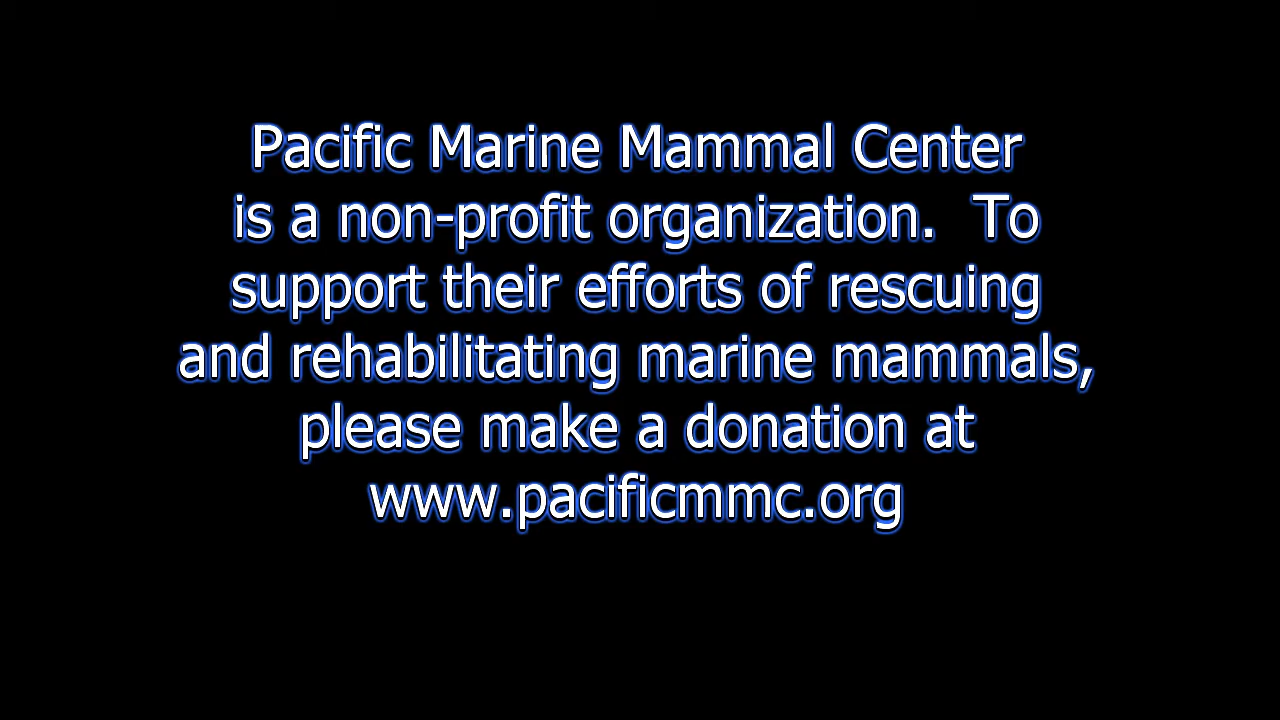 Pacific Marine Mammal Center
is a non-profit organization.  To
support their efforts of rescuing
and rehabilitating marine mammals,
please make a donation at
www.pacificmmc.org